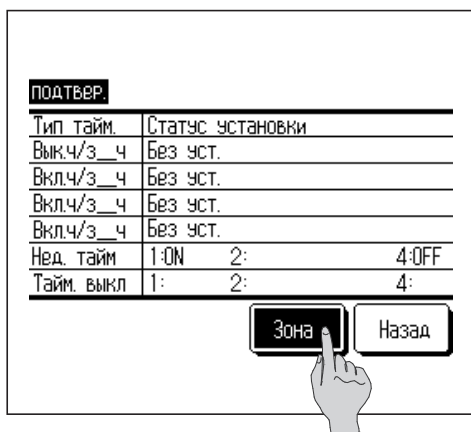 подтвер.
Тип тайм. Статус установки
Вык.ч/з__ч Без уст.
Вкл.ч/з__ч Без уст.
Вкл.ч/з__ч Без уст.
Вкл.ч/з__ч Без уст.
Нед. тайм 1:ON 2: 4:OFF
Тайм. выкл 1: 2: 4:
Зона Назад